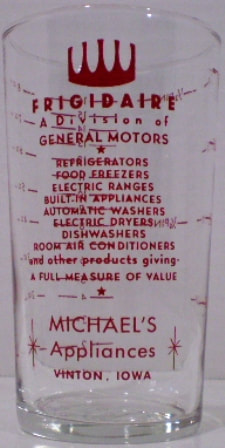 FRIGIDAIRE
A Division of
GENERAL MOTORS
REFRIGERATORS
FOOD FREEZERS
ELECTRIC RANGES
BUILT-IN APPLIANCES
AUTOMATIC WASHERS
ELECTRIC DRYERS
DISHWASHERS
ROOM AIR CONDITIONERS
and other products giving
A FULL MEASURE OF VALUE
MICHAEL'S
Appliances
VINTON, IOWA